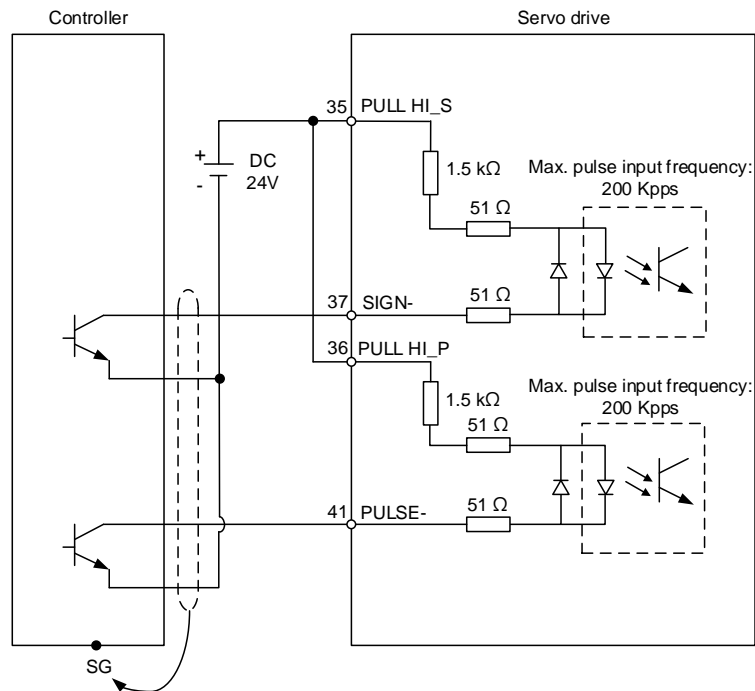 Controller
Servo drive
35 PULL HI_S
+
DC
24V
-
1.5 kΩ
Max. pulse input frequency:
200 Kpps
51 Ω
51 Ω
37 SIGN-
36 PULL HI_P
1.5 kΩ
Max. pulse input frequency:
200 Kpps
51 Ω
51 Ω
41 PULSE-
SG